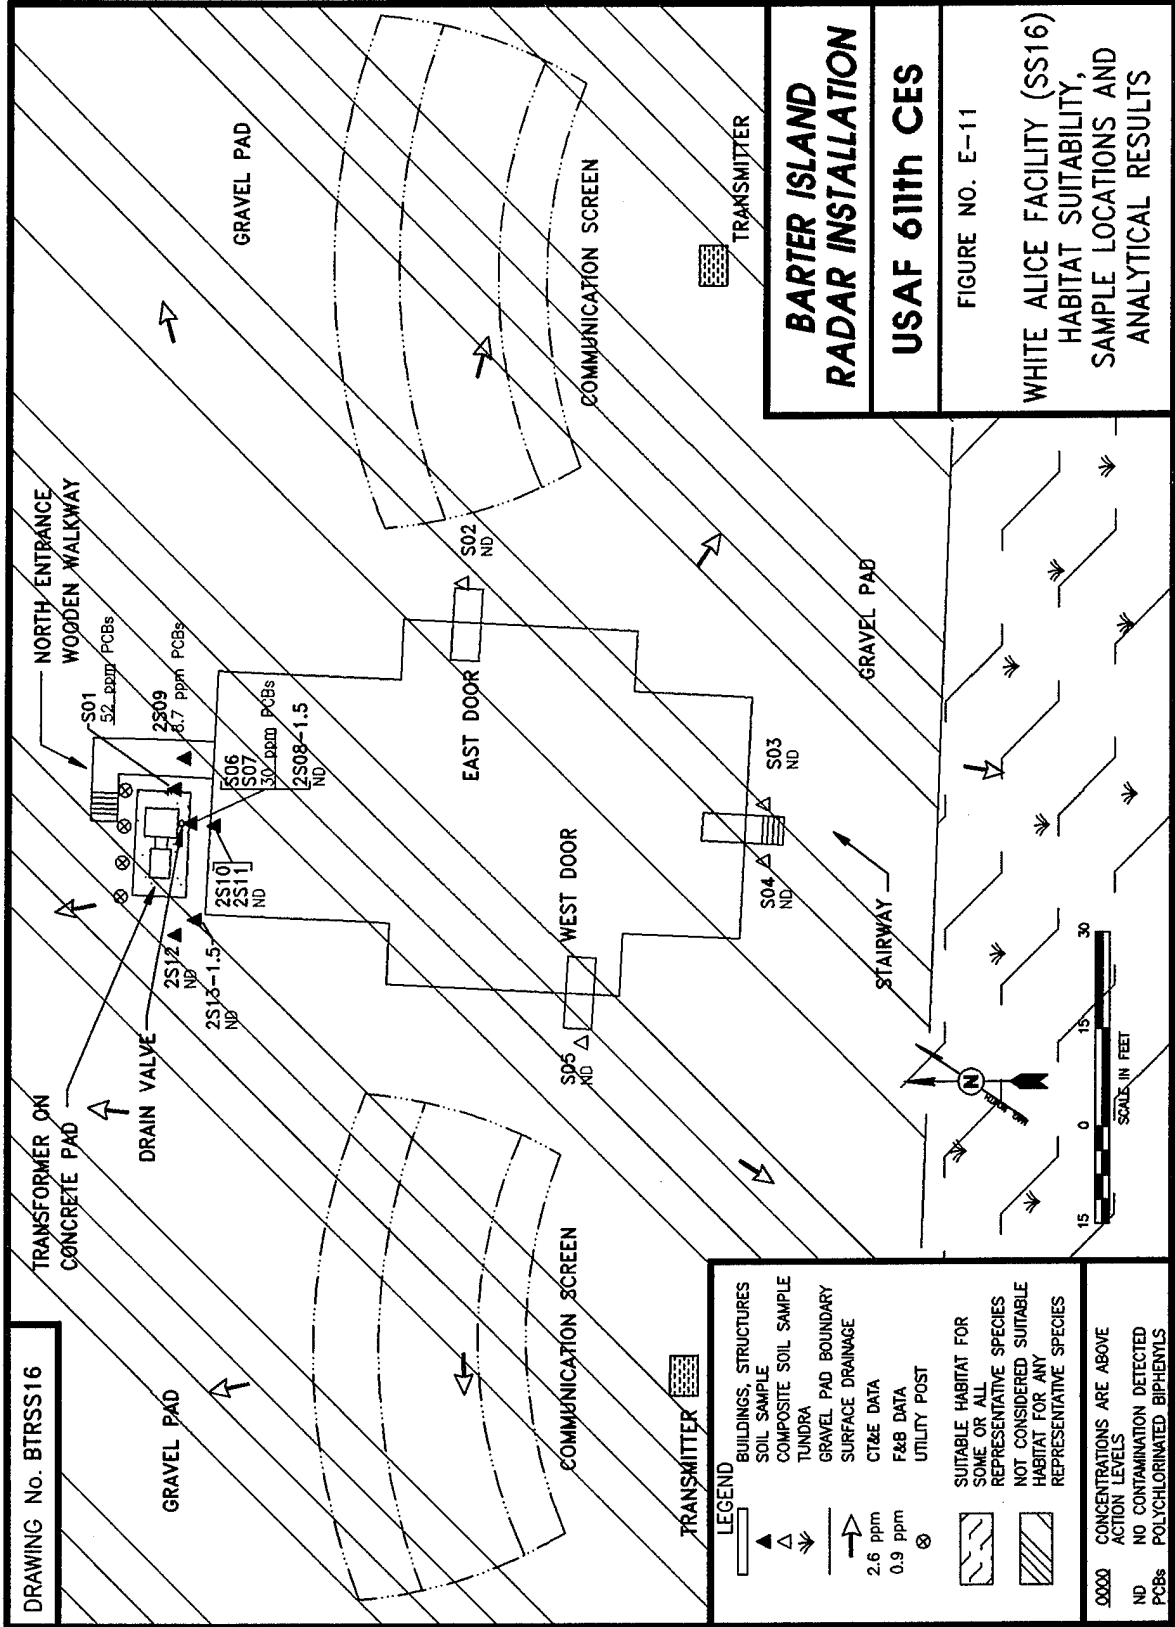 DRAWING No. BTRSS16
TRANSFORMER ON
CONCRETE PAD
DRAIN VALVE
NORTH ENTRANCE
WOODEN WALKWAY
S01
52 ppm PCBs
2S09
8.7 ppm PCBs
S06
S07
30 ppm PCBs
2S08-1.5
ND
2S10
2S11
ND
2S12
ND
2S13-1.5
ND
GRAVEL PAD
GRAVEL PAD
EAST DOOR
S02
ND
WEST DOOR
S05
ND
S03
ND
S04
ND
STAIRWAY
GRAVEL PAD
COMMUNICATION SCREEN
COMMUNICATION SCREEN
TRANSMITTER
TRANSMITTER
N
15
0
15
30
SCALE IN FEET
LEGEND
BUILDINGS, STRUCTURES
SOIL SAMPLE
COMPOSITE SOIL SAMPLE
TUNDRA
GRAVEL PAD BOUNDARY
SURFACE DRAINAGE
2.6 ppm CT&E DATA
0.9 ppm F&B DATA
UTILITY POST
SUITABLE HABITAT FOR
SOME OR ALL
REPRESENTATIVE SPECIES
NOT CONSIDERED SUITABLE
HABITAT FOR ANY
REPRESENTATIVE SPECIES
0000 CONCENTRATIONS ARE ABOVE
ACTION LEVELS
ND NO CONTAMINATION DETECTED
PCBs POLYCHLORINATED BIPHENYLS
BARTER ISLAND
RADAR INSTALLATION
USAF 611th CES
FIGURE NO. E-11
WHITE ALICE FACILITY (SS16)
HABITAT SUITABILITY,
SAMPLE LOCATIONS AND
ANALYTICAL RESULTS